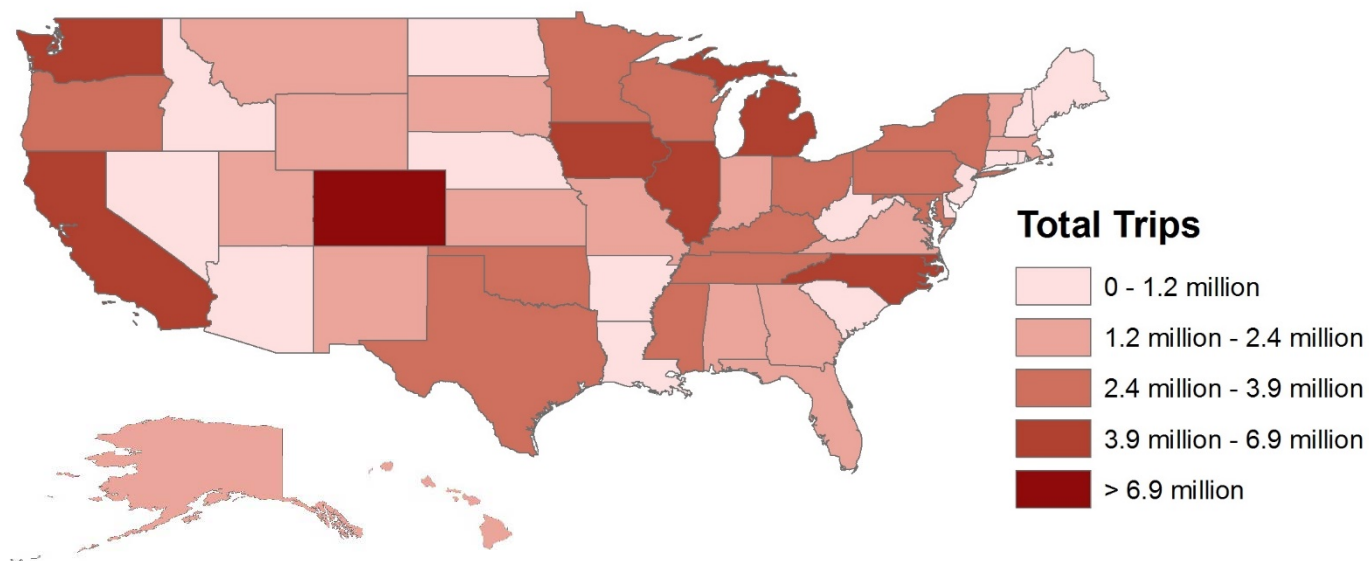 Total Trips
0 - 1.2 million
1.2 million - 2.4 million
2.4 million - 3.9 million
3.9 million - 6.9 million
> 6.9 million